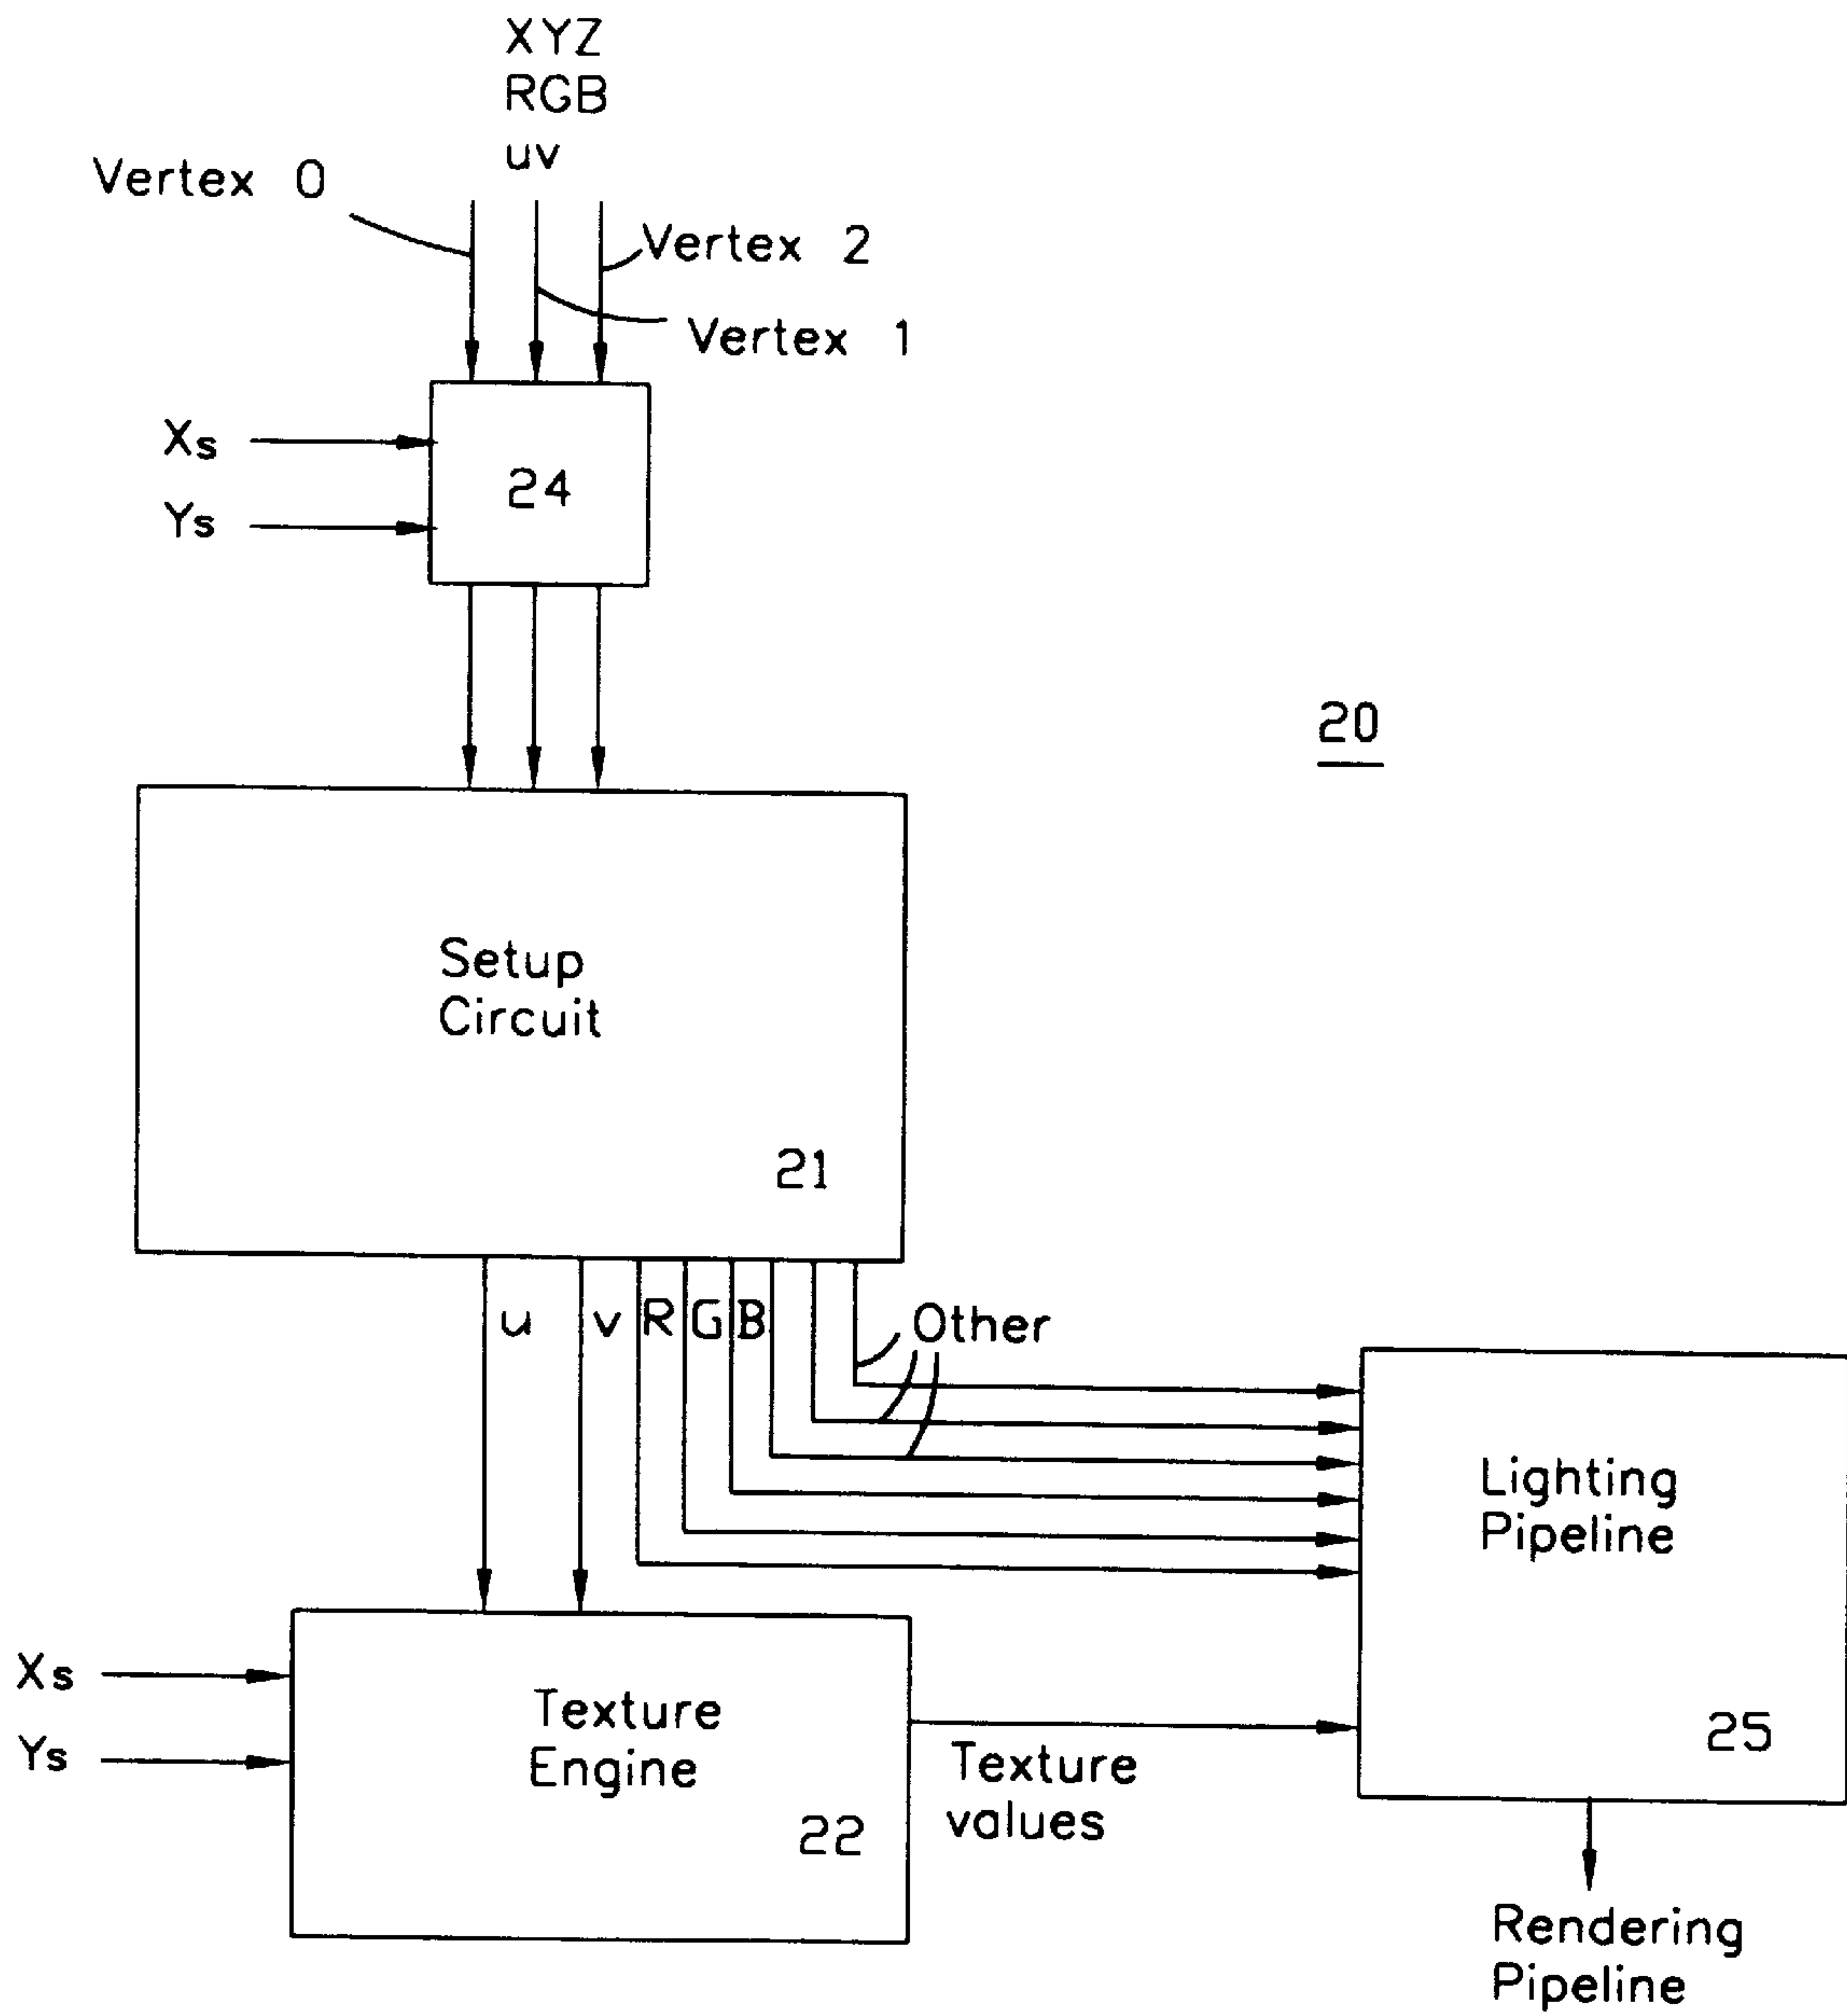 XYZ
RGB
uv
Vertex 0
Vertex 2
Vertex 1
Xs
24
Ys
20
Setup
Circuit
21
u v R G B
Other
Lighting
Pipeline
Xs
Ys
Texture
Engine
22
Texture
values
25
Rendering
Pipeline